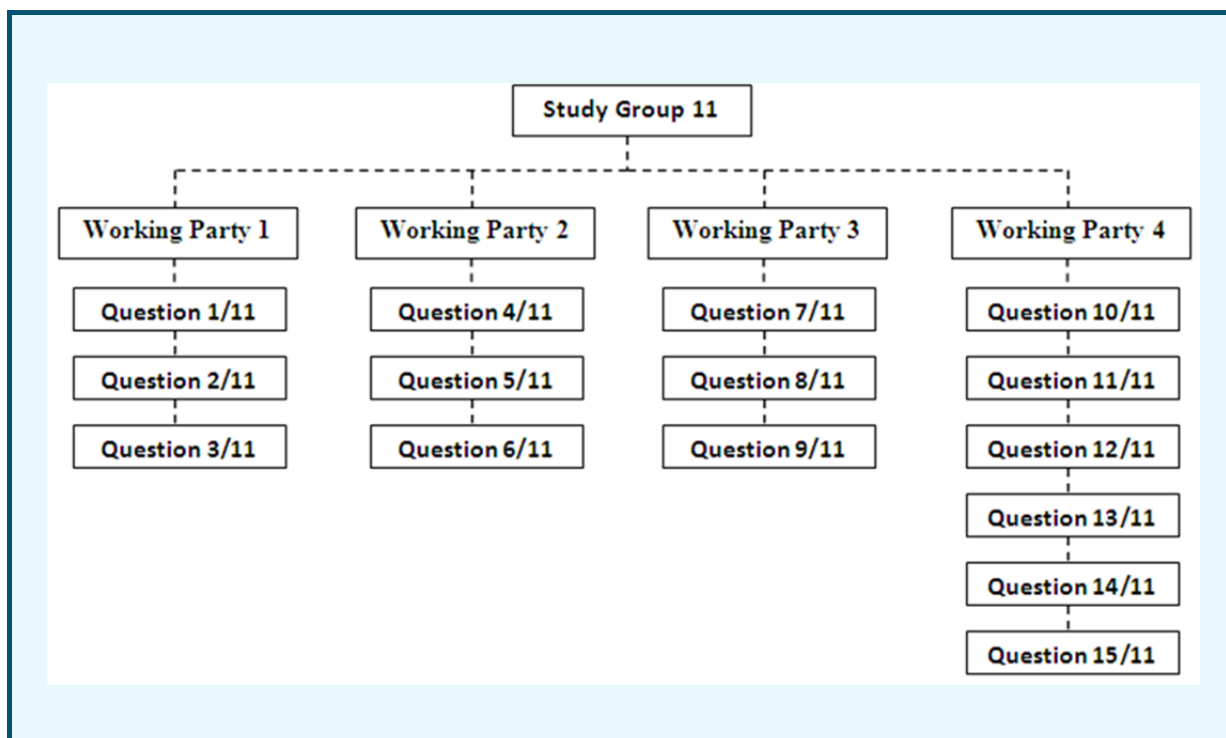 Study Group 11
Working Party 1
Working Party 2
Working Party 3
Working Party 4
Question 1/11
Question 4/11
Question 7/11
Question 10/11
Question 2/11
Question 5/11
Question 8/11
Question 11/11
Question 3/11
Question 6/11
Question 9/11
Question 12/11
Question 13/11
Question 14/11
Question 15/11